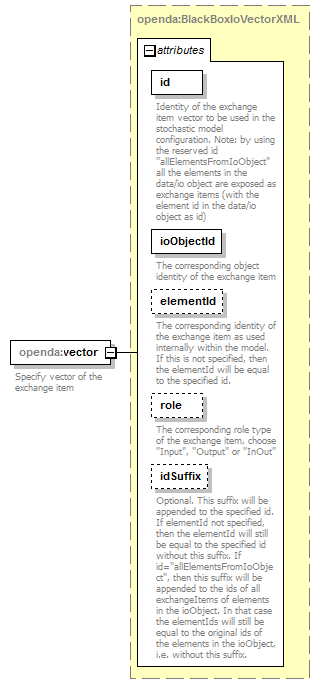 openda:BlackBoxIoVectorXML
attributes
id
Identity of the exchange
item vector to be used in the
stochastic model
configuration. Note: by using
the reserved id
"allElementsFromIoObject"
all the elements in the
data/io object are exposed as
exchange items (with the
element id in the data/io
object as id)
ioObjectId
The corresponding object
identity of the exchange item
elementId
The corresponding identity of
the exchange item as used
internally within the model.
If this is not specified, then
the elementId will be equal
to the specified id.
role
The corresponding role type
of the exchange item, choose
"Input", "Output" or "InOut"
idSuffix
Optional. This suffix will be
appended to the specified id.
If elementId not specified,
then the elementId will still
be equal to the specified id
without this suffix. If
id="allElementsFromIoObje
ct", then this suffix will be
appended to the ids of all
exchangeItems of elements
in the ioObject. In that case
the elementIds will still be
equal to the original ids of
the elements in the ioObject,
i.e. without this suffix.
openda:vector
Specify vector of the
exchange item